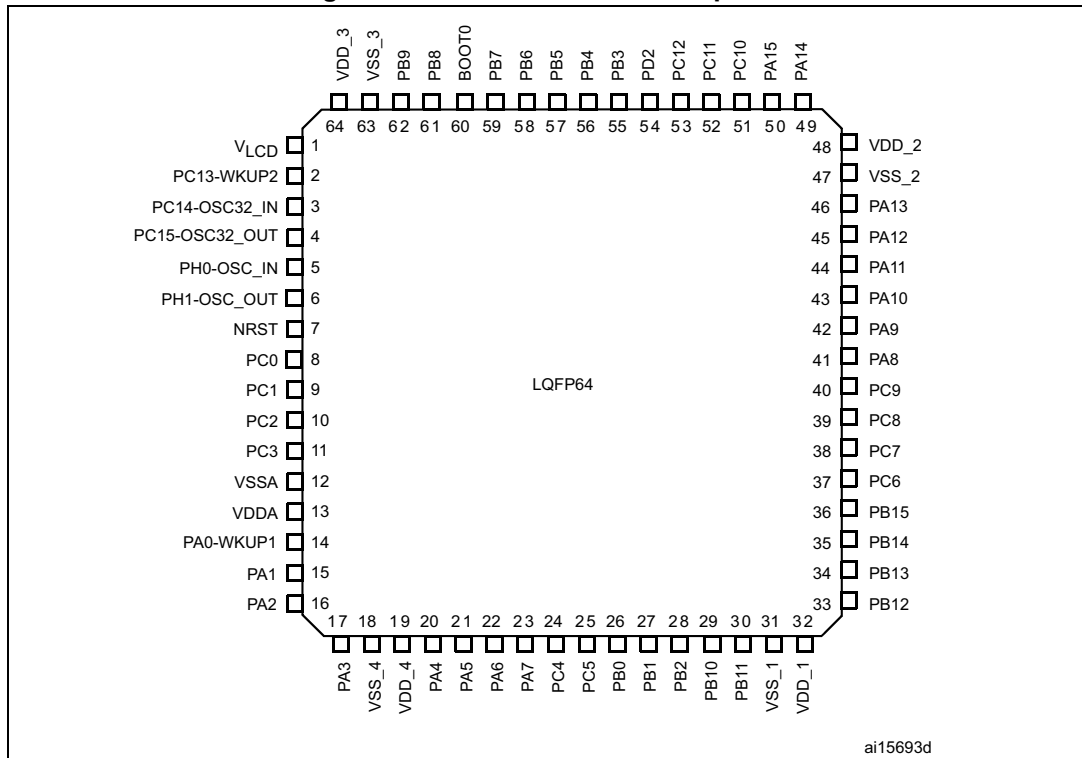 VDD_3 VSS_3 PB9 PB8 BOOT0 PB7 PB6 PB5 PB4 PB3 PD2 PC12 PC11 PC10 PA15 PA14
64 63 62 61 60 59 58 57 56 55 54 53 52 51 50 49
VLCD 1 48 VDD_2
PC13-WKUP2 2 47 VSS_2
PC14-OSC32_IN 3 46 PA13
PC15-OSC32_OUT 4 45 PA12
PH0-OSC_IN 5 44 PA11
PH1-OSC_OUT 6 43 PA10
NRST 7 42 PA9
PC0 8 41 PA8
PC1 9 LQFP64 40 PC9
PC2 10 39 PC8
PC3 11 38 PC7
VSSA 12 37 PC6
VDDA 13 36 PB15
PA0-WKUP1 14 35 PB14
PA1 15 34 PB13
PA2 16 33 PB12
17 18 19 20 21 22 23 24 25 26 27 28 29 30 31 32
PA3 VSS_4 VDD_4 PA4 PA5 PA6 PA7 PC4 PC5 PB0 PB1 PB2 PB10 PB11 VSS_1 VDD_1
ai15693d